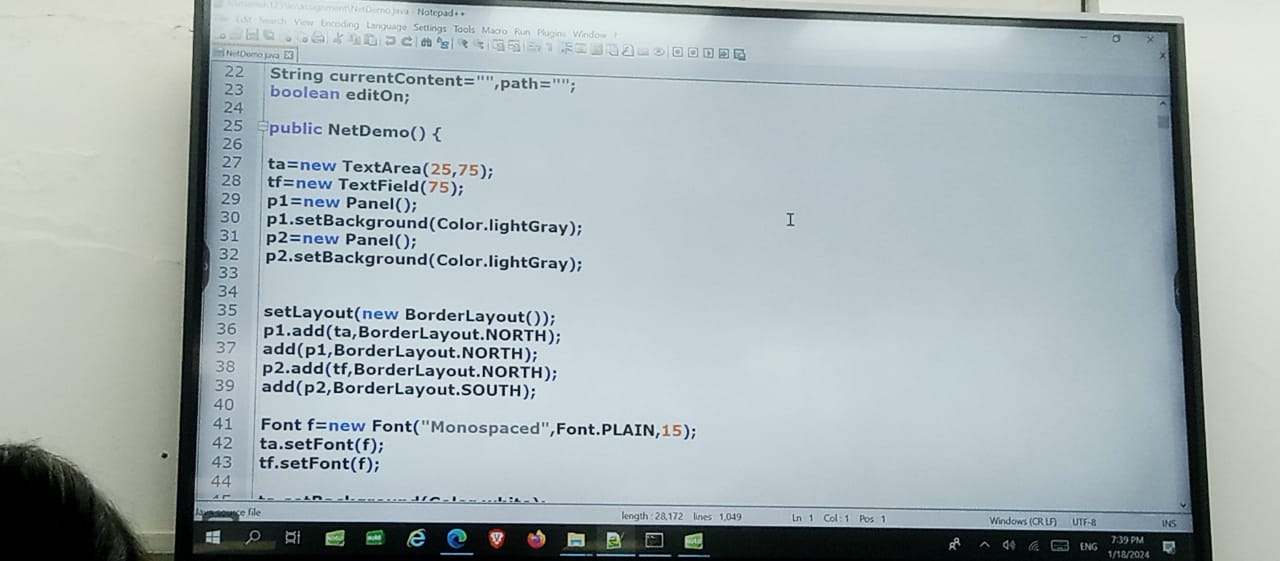 NetDemo.java - Notepad++
Edit Search View Encoding Language Settings Tools Macro Run Plugins Window ?
NetDemo.java
22 String currentContent="",path="";
23 boolean editOn;
24
25 public NetDemo() {
26
27 ta=new TextArea(25,75);
28 tf=new TextField(75);
29 p1=new Panel();
30 p1.setBackground(Color.lightGray);
31 p2=new Panel();
32 p2.setBackground(Color.lightGray);
33
34
35 setLayout(new BorderLayout());
36 p1.add(ta,BorderLayout.NORTH);
37 add(p1,BorderLayout.NORTH);
38 p2.add(tf,BorderLayout.NORTH);
39 add(p2,BorderLayout.SOUTH);
40
41 Font f=new Font("Monospaced",Font.PLAIN,15);
42 ta.setFont(f);
43 tf.setFont(f);
44
Java source file length : 28,172 lines : 1,049 Ln : 1 Col : 1 Pos : 1 Windows (CR LF) UTF-8 INS
ENG 7:39 PM
1/18/2024